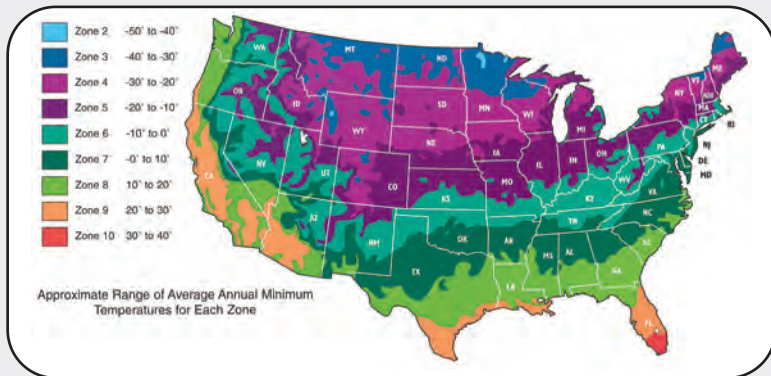 Zone 2 -50° to -40°
Zone 3 -40° to -30°
Zone 4 -30° to -20°
Zone 5 -20° to -10°
Zone 6 -10° to 0°
Zone 7 -0° to 10°
Zone 8 10° to 20°
Zone 9 20° to 30°
Zone 10 30° to 40°
Approximate Range of Average Annual Minimum
Temperatures for Each Zone
WA
MT
ND
MN
ME
VT
NH
OR
ID
SD
WI
MI
NY
MA
CT
RI
WY
NE
IA
IL
IN
OH
PA
NJ
DE
MD
CA
NV
UT
CO
KS
MO
KY
WV
VA
NM
OK
AR
TN
NC
TX
LA
MS
AL
GA
SC
FL